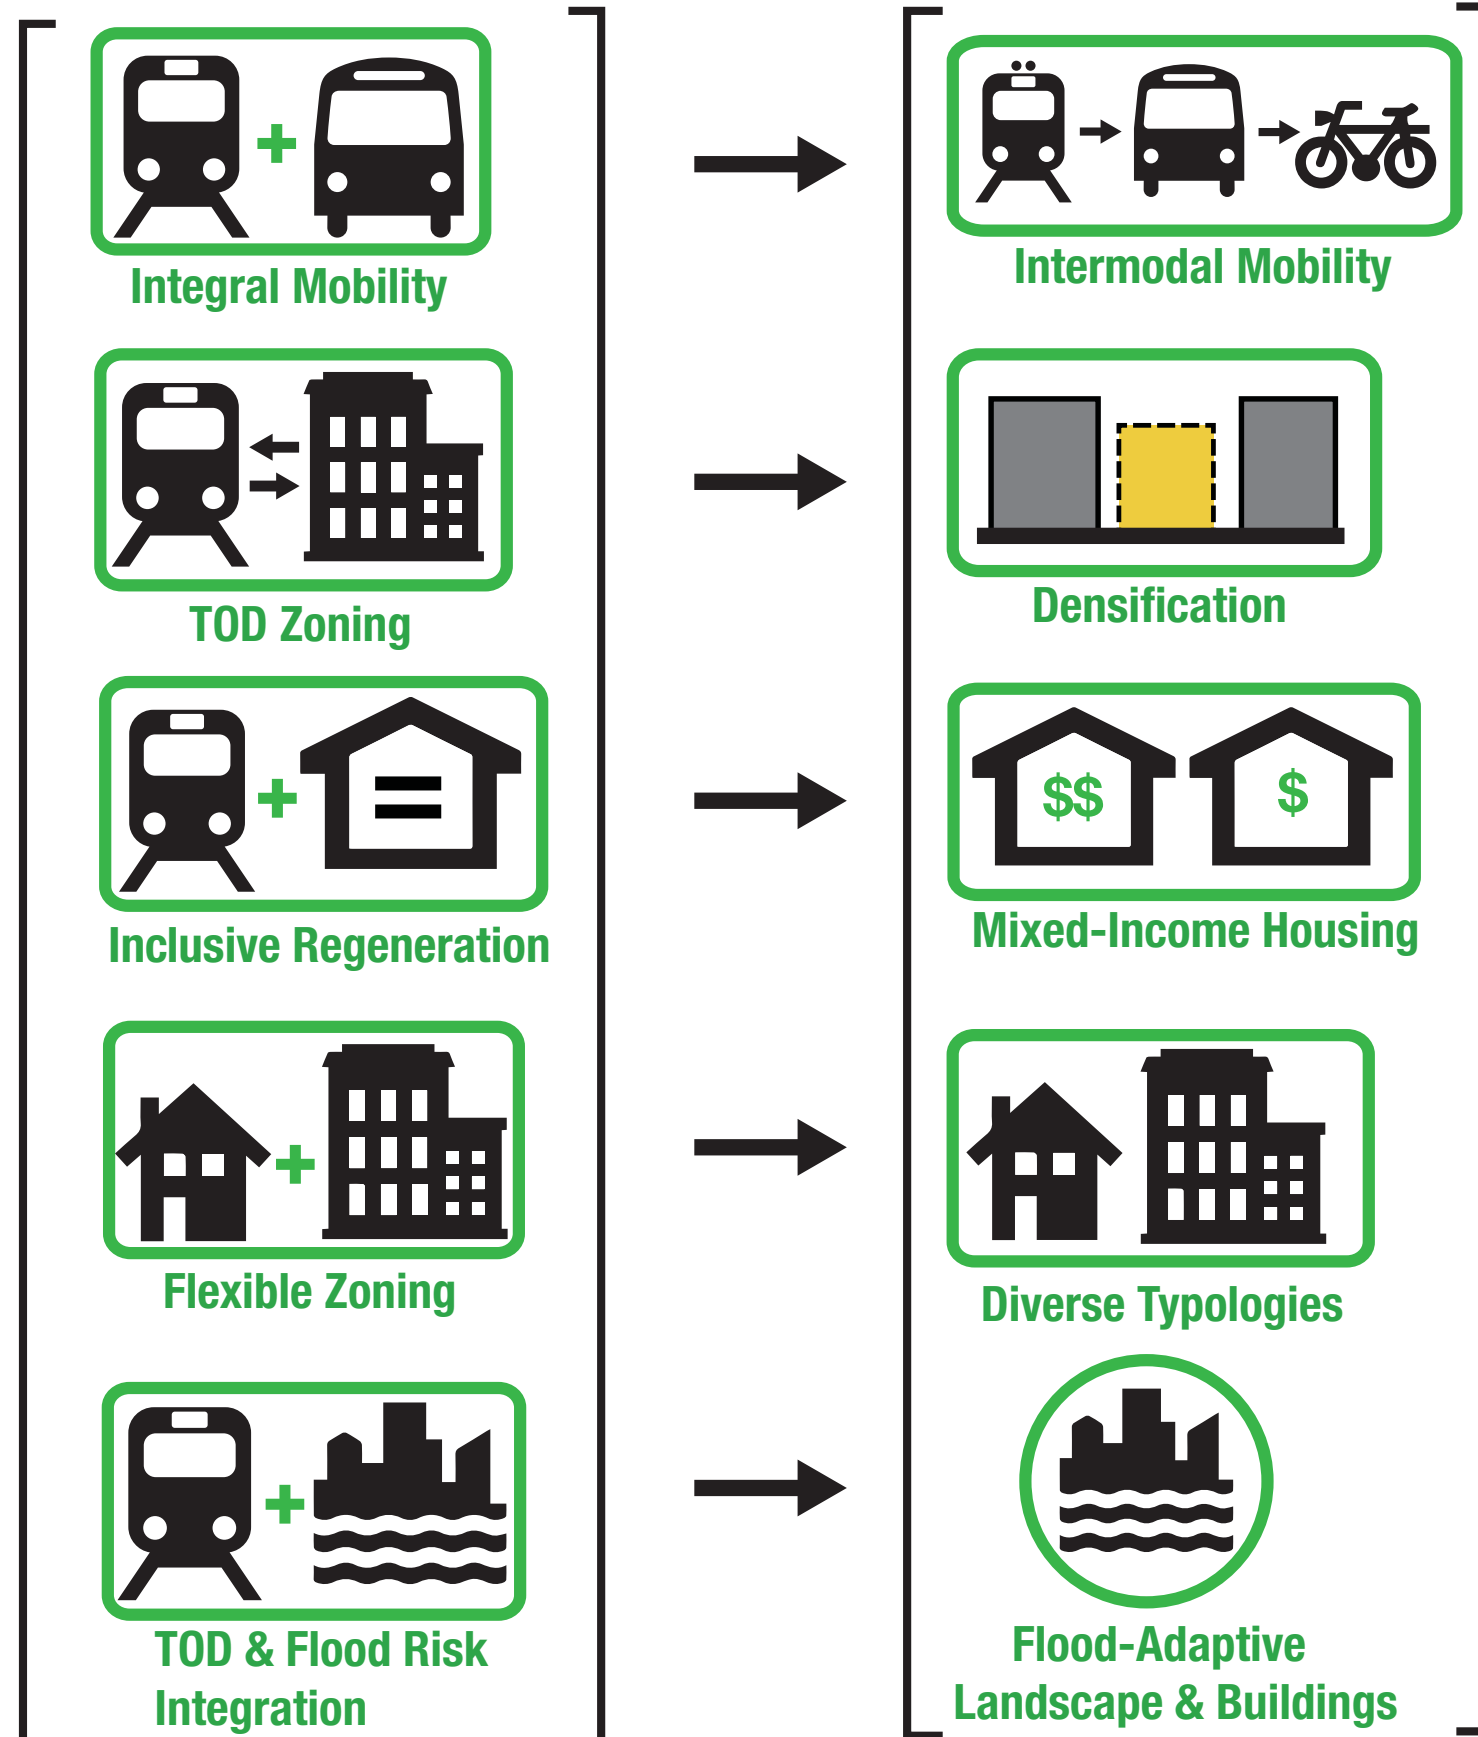 Integral Mobility
Intermodal Mobility
TOD Zoning
Densification
$$
$
Inclusive Regeneration
Mixed-Income Housing
Flexible Zoning
Diverse Typologies
TOD & Flood Risk
Integration
Flood-Adaptive
Landscape & Buildings